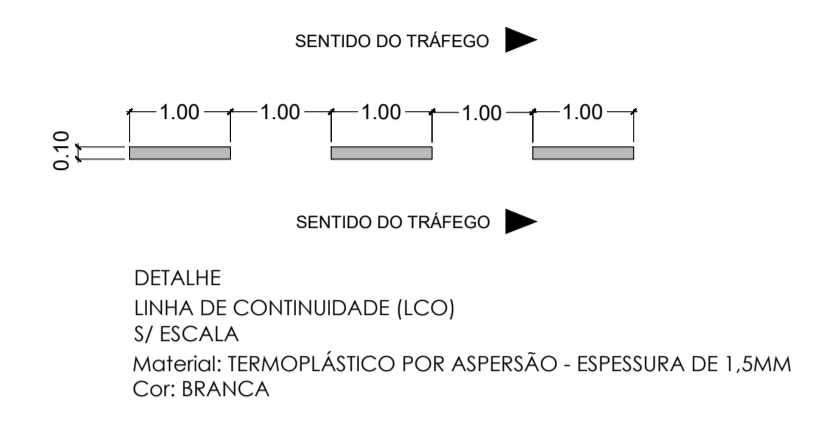 SENTIDO DO TRÁFEGO
1.00 1.00 1.00 1.00 1.00
0.10
SENTIDO DO TRÁFEGO
DETALHE
LINHA DE CONTINUIDADE (LCO)
S/ ESCALA
Material: TERMOPLÁSTICO POR ASPERSÃO - ESPESSURA DE 1,5MM
Cor: BRANCA